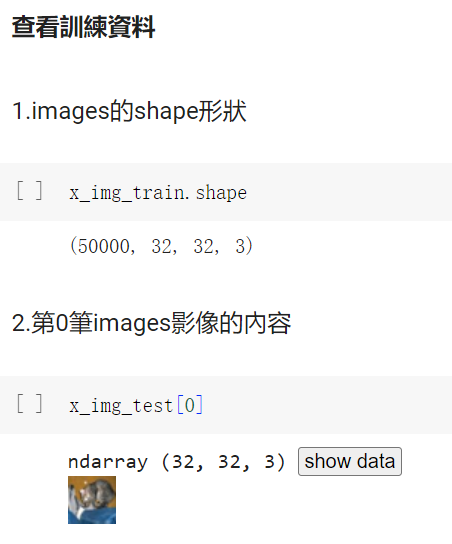 查看訓練資料
1.images的shape形狀
[ ] x_img_train.shape
(50000, 32, 32, 3)
2.第0筆images影像的內容
[ ] x_img_test[0]
ndarray (32, 32, 3) show data